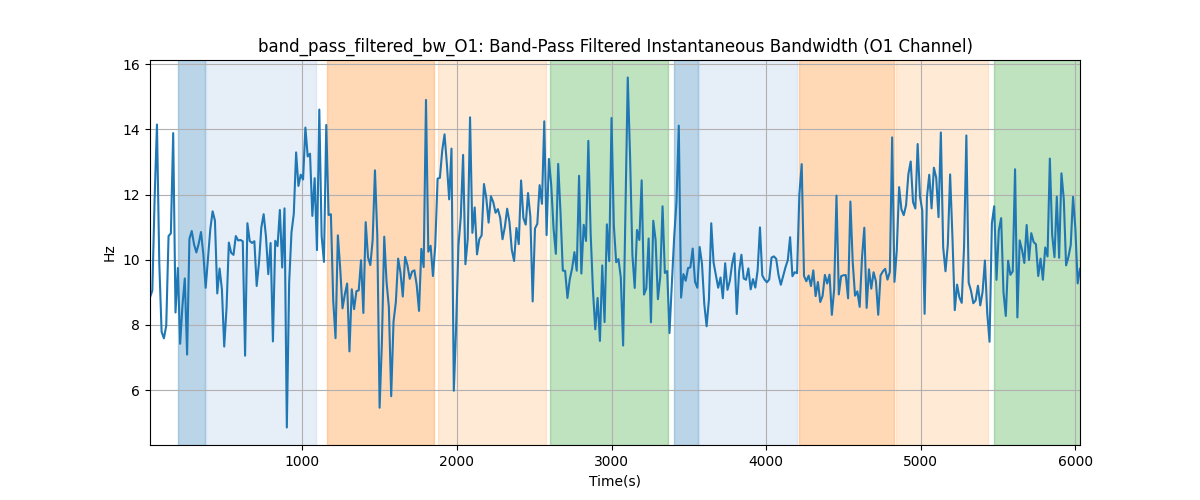 band_pass_filtered_bw_O1: Band-Pass Filtered Instantaneous Bandwidth (O1 Channel)
16
14
12
10
8
6
Hz
1000 2000 3000 4000 5000 6000
Time(s)